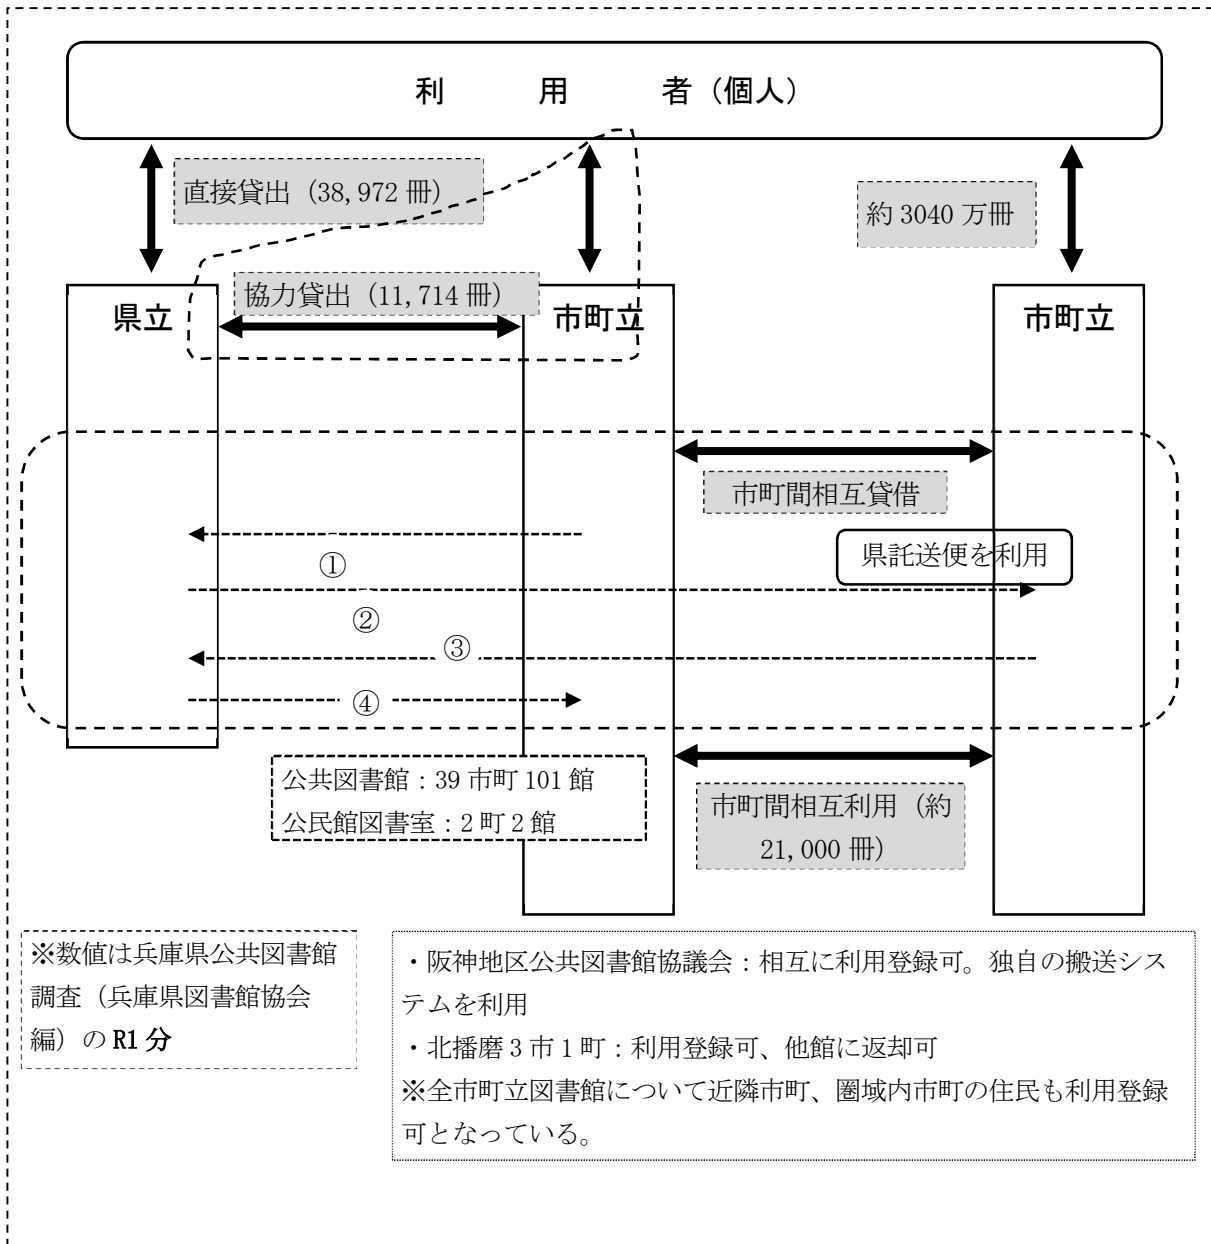 利用者（個人）
直接貸出（38,972 冊）
約 3040 万冊
協力貸出（11,714 冊）
県立
市町立
市町立
市町間相互貸借
県託送便を利用
①
②
③
④
公共図書館：39 市町 101 館
公民館図書室：2 町 2 館
市町間相互利用（約
21,000 冊）
※数値は兵庫県公共図書館
調査（兵庫県図書館協会
編）の R1 分
・阪神地区公共図書館協議会：相互に利用登録可。独自の搬送シス
テムを利用
・北播磨 3 市 1 町：利用登録可、他館に返却可
※全市町立図書館について近隣市町、圏域内市町の住民も利用登録
可となっている。